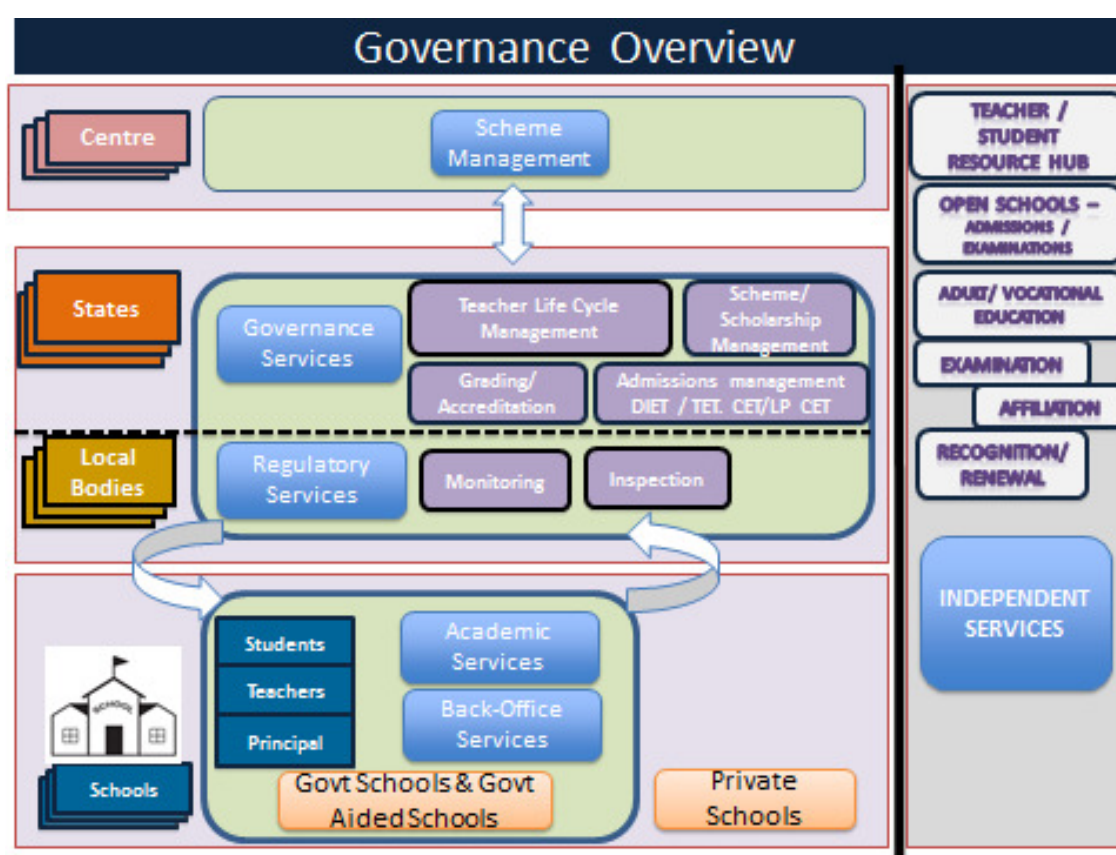 Governance Overview
Centre
Scheme
Management
States
Governance
Services
Teacher Life Cycle
Management
Scheme/
Scholarship
Management
Grading/
Accreditation
Admissions management
DIET / TET. CET/LP CET
Local
Bodies
Regulatory
Services
Monitoring
Inspection
SCHOOL
Schools
Students
Teachers
Principal
Academic
Services
Back-Office
Services
Govt Schools & Govt
Aided Schools
Private
Schools
TEACHER /
STUDENT
RESOURCE HUB
OPEN SCHOOLS –
ADMISSIONS /
EXAMINATIONS
ADULT/ VOCATIONAL
EDUCATION
EXAMINATION
AFFILIATION
RECOGNITION/
RENEWAL
INDEPENDENT
SERVICES